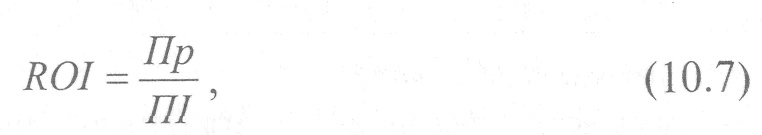 ROI = Пр / ПІ , (10.7)